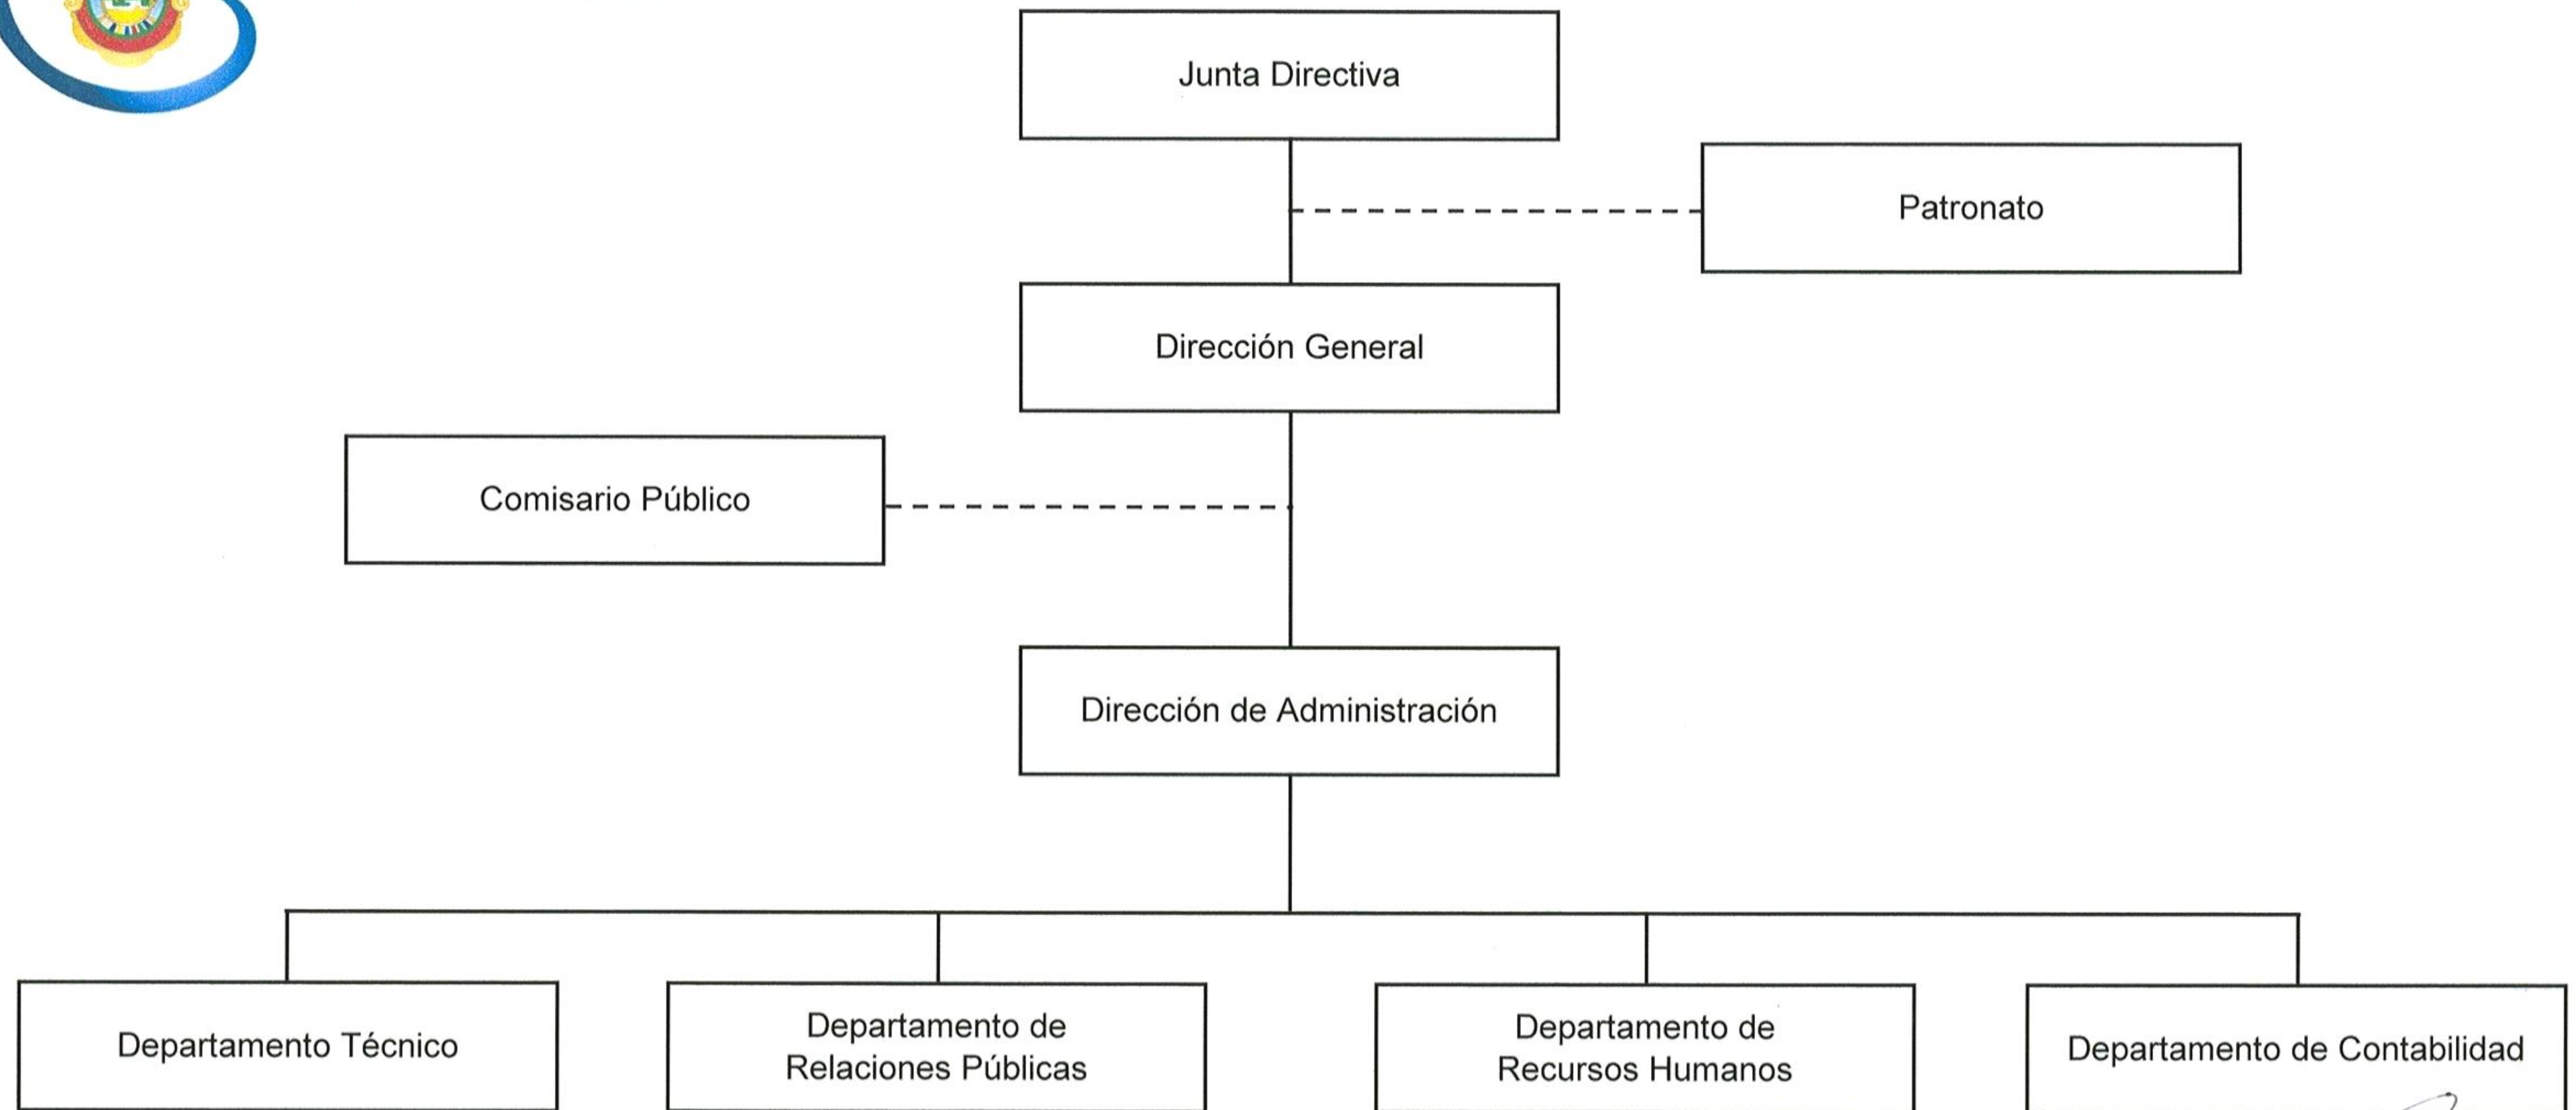 Junta Directiva
Patronato
Dirección General
Comisario Público
Dirección de Administración
Departamento Técnico
Departamento de
Relaciones Públicas
Departamento de
Recursos Humanos
Departamento de Contabilidad